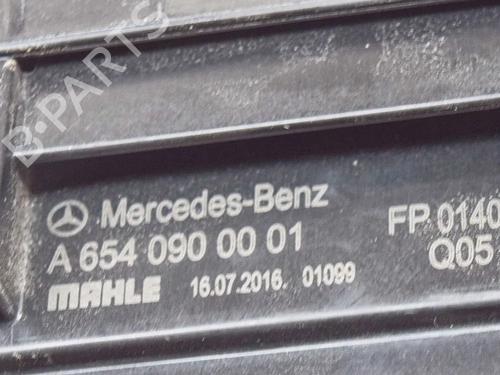 B-PARTS
Mercedes-Benz
A 654 090 00 01
MAHLE 16.07.2016. 01099
FP 0140
Q05